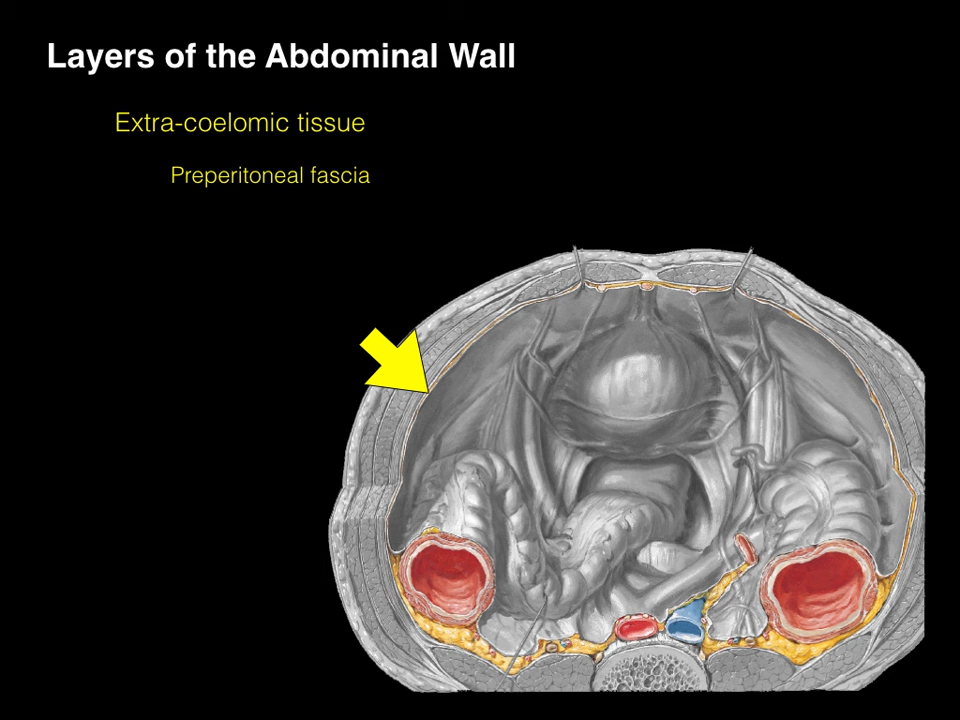 Layers of the Abdominal Wall
Extra-coelomic tissue
Preperitoneal fascia